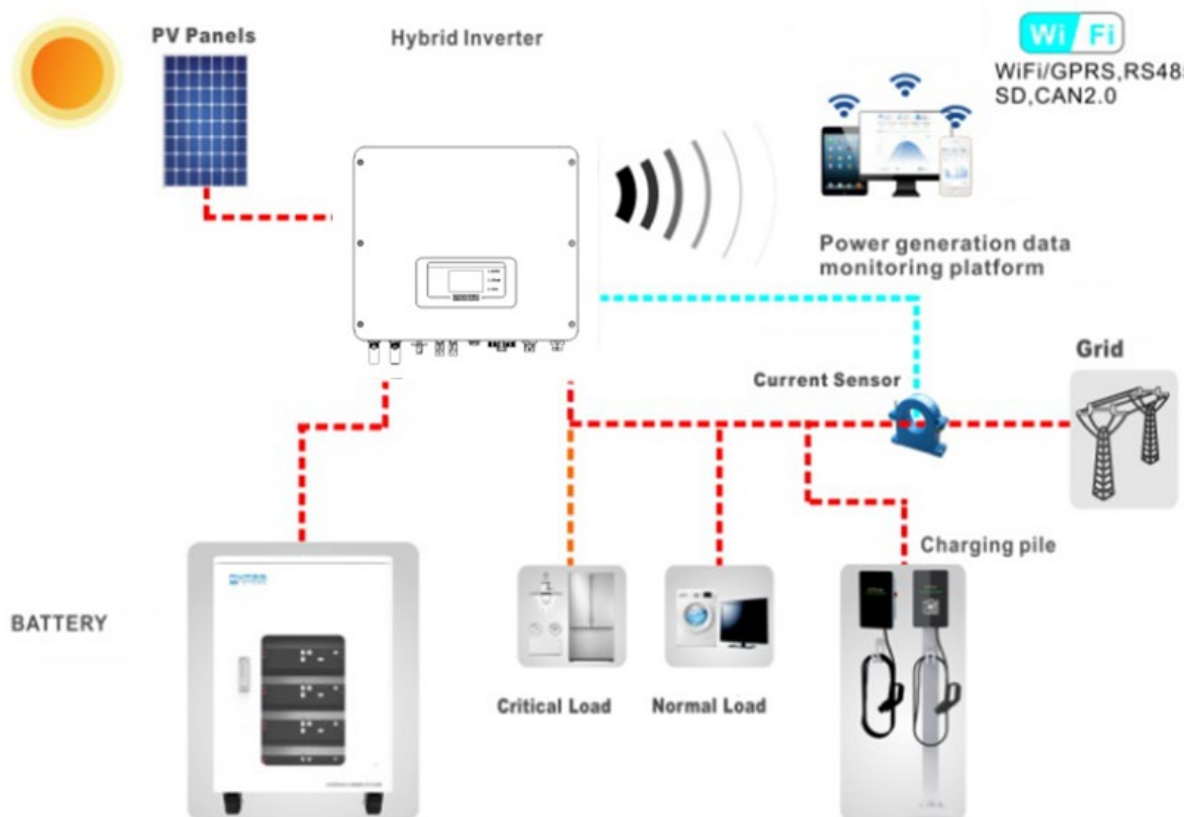 PV Panels
Hybrid Inverter
Wi Fi
WiFi/GPRS,RS485
SD,CAN2.0
Power generation data
monitoring platform
Grid
Current Sensor
Charging pile
BATTERY
Critical Load
Normal Load